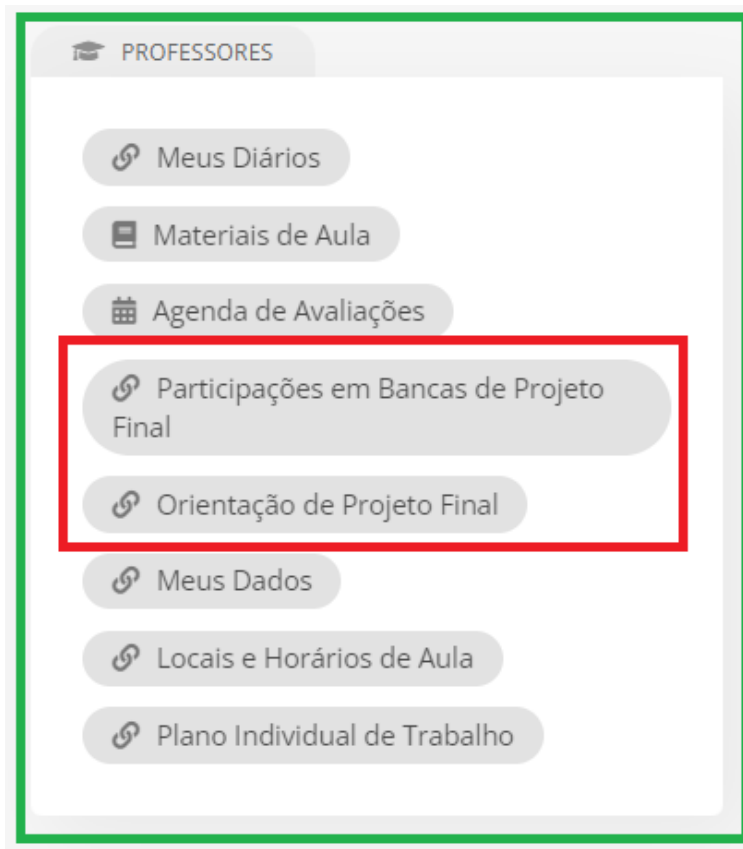 PROFESSORES
Meus Diários
Materiais de Aula
Agenda de Avaliações
Participações em Bancas de Projeto
Final
Orientação de Projeto Final
Meus Dados
Locais e Horários de Aula
Plano Individual de Trabalho